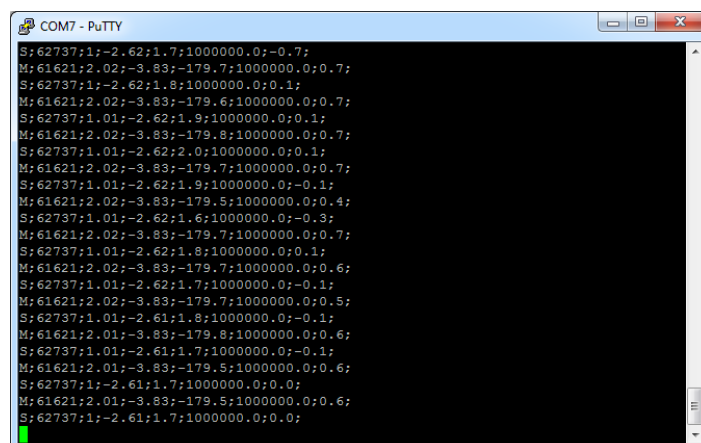 COM7 - PuTTY
S;62737;1;-2.62;1.7;1000000.0;-0.7;
M;61621;2.02;-3.83;-179.7;1000000.0;0.7;
S;62737;1;-2.62;1.8;1000000.0;0.1;
M;61621;2.02;-3.83;-179.6;1000000.0;0.7;
S;62737;1.01;-2.62;1.9;1000000.0;0.1;
M;61621;2.02;-3.83;-179.8;1000000.0;0.7;
S;62737;1.01;-2.62;2.0;1000000.0;0.1;
M;61621;2.02;-3.83;-179.7;1000000.0;0.7;
S;62737;1.01;-2.62;1.9;1000000.0;-0.1;
M;61621;2.02;-3.83;-179.5;1000000.0;0.4;
S;62737;1.01;-2.62;1.6;1000000.0;-0.3;
M;61621;2.02;-3.83;-179.7;1000000.0;0.7;
S;62737;1.01;-2.62;1.8;1000000.0;0.1;
M;61621;2.02;-3.83;-179.7;1000000.0;0.6;
S;62737;1.01;-2.62;1.7;1000000.0;-0.1;
M;61621;2.02;-3.83;-179.7;1000000.0;0.5;
S;62737;1.01;-2.61;1.8;1000000.0;-0.1;
M;61621;2.01;-3.83;-179.8;1000000.0;0.6;
S;62737;1.01;-2.61;1.7;1000000.0;-0.1;
M;61621;2.01;-3.83;-179.5;1000000.0;0.6;
S;62737;1;-2.61;1.7;1000000.0;0.0;
M;61621;2.01;-3.83;-179.5;1000000.0;0.6;
S;62737;1;-2.61;1.7;1000000.0;0.0;